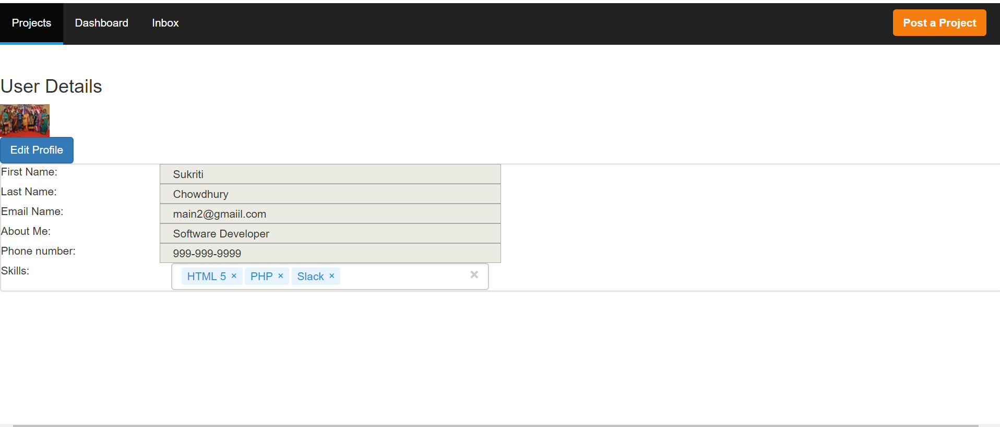 Projects Dashboard Inbox Post a Project
User Details
Edit Profile
First Name: Sukriti
Last Name: Chowdhury
Email Name: main2@gmaiil.com
About Me: Software Developer
Phone number: 999-999-9999
Skills: HTML 5 × PHP × Slack × ×